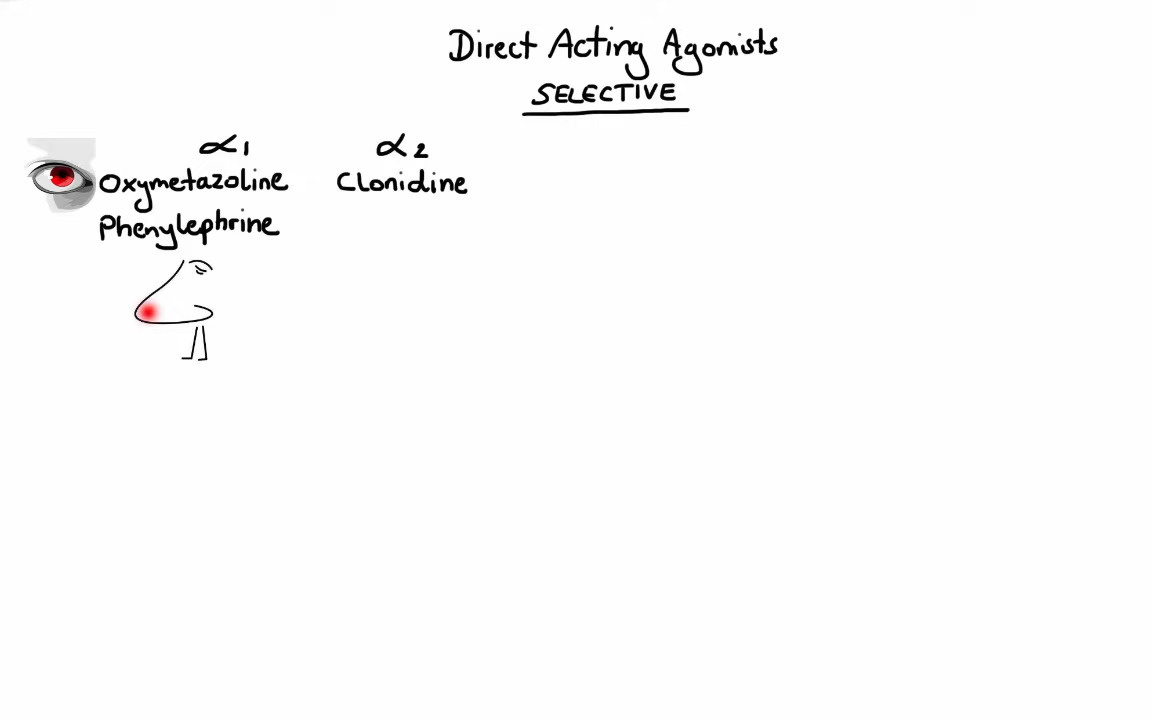 Direct Acting Agonists
SELECTIVE
α1 α2
Oxymetazoline Clonidine
Phenylephrine